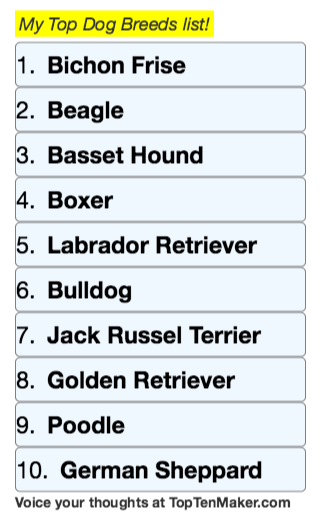 My Top Dog Breeds list!
1. Bichon Frise
2. Beagle
3. Basset Hound
4. Boxer
5. Labrador Retriever
6. Bulldog
7. Jack Russel Terrier
8. Golden Retriever
9. Poodle
10. German Sheppard
Voice your thoughts at TopTenMaker.com